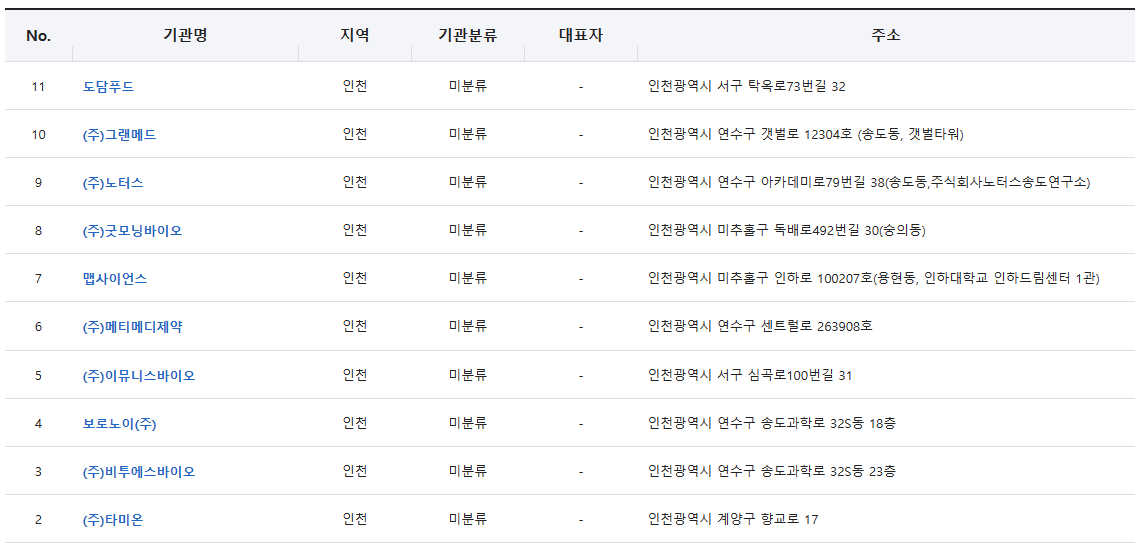 No. 기관명 지역 기관분류 대표자 주소
11 도담푸드 인천 미분류 - 인천광역시 서구 탁옥로73번길 32
10 (주)그랜메드 인천 미분류 - 인천광역시 연수구 갯벌로 12304호 (송도동, 갯벌타워)
9 (주)노터스 인천 미분류 - 인천광역시 연수구 아카데미로79번길 38(송도동,주식회사노터스송도연구소)
8 (주)굿모닝바이오 인천 미분류 - 인천광역시 미추홀구 독배로492번길 30(숭의동)
7 맵사이언스 인천 미분류 - 인천광역시 미추홀구 인하로 100207호(용현동, 인하대학교 인하드림센터 1관)
6 (주)메티메디제약 인천 미분류 - 인천광역시 연수구 센트럴로 263908호
5 (주)이뮤니스바이오 인천 미분류 - 인천광역시 서구 심곡로100번길 31
4 보로노이(주) 인천 미분류 - 인천광역시 연수구 송도과학로 32S동 18층
3 (주)비투에스바이오 인천 미분류 - 인천광역시 연수구 송도과학로 32S동 23층
2 (주)타미온 인천 미분류 - 인천광역시 계양구 향교로 17